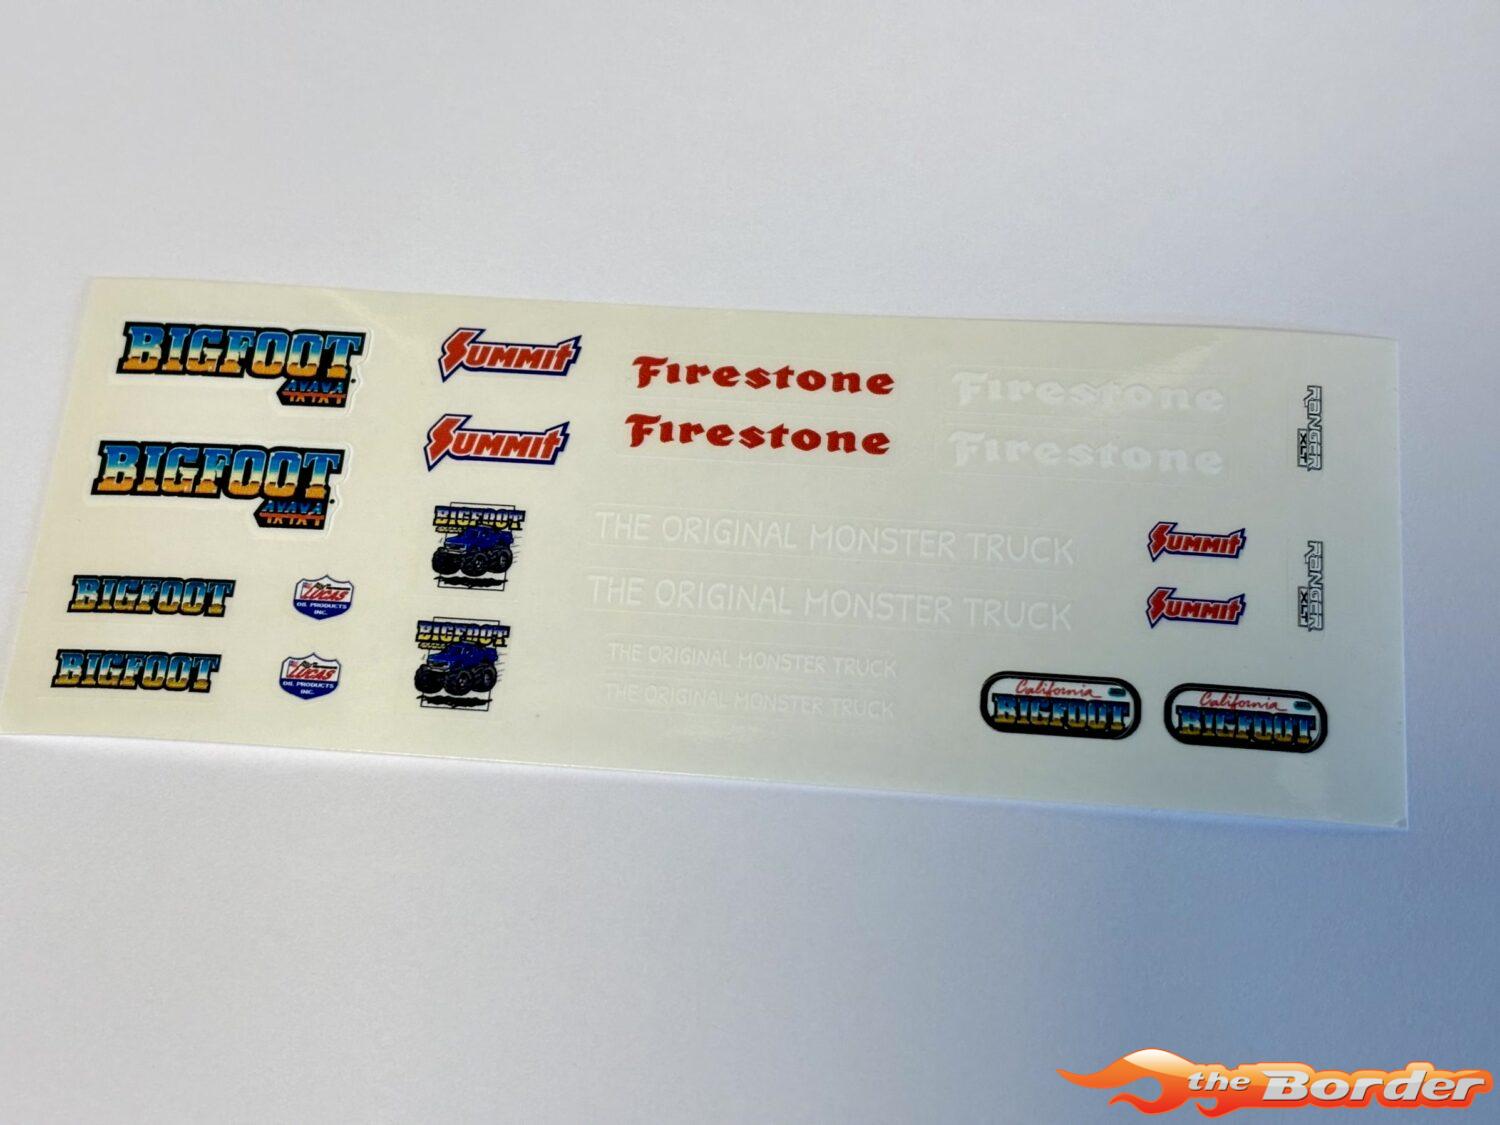 BIGFOOT
4X4X4
BIGFOOT
4X4X4
BIGFOOT
BIGFOOT
LUCAS
OIL PRODUCTS
INC.
LUCAS
OIL PRODUCTS
INC.
SUMMIT
SUMMIT
BIGFOOT
BIGFOOT
Firestone
Firestone
Firestone
Firestone
THE ORIGINAL MONSTER TRUCK
THE ORIGINAL MONSTER TRUCK
THE ORIGINAL MONSTER TRUCK
THE ORIGINAL MONSTER TRUCK
SUMMIT
SUMMIT
RANGER
XLT
RANGER
XLT
California
BIGFOOT
California
BIGFOOT
the Border